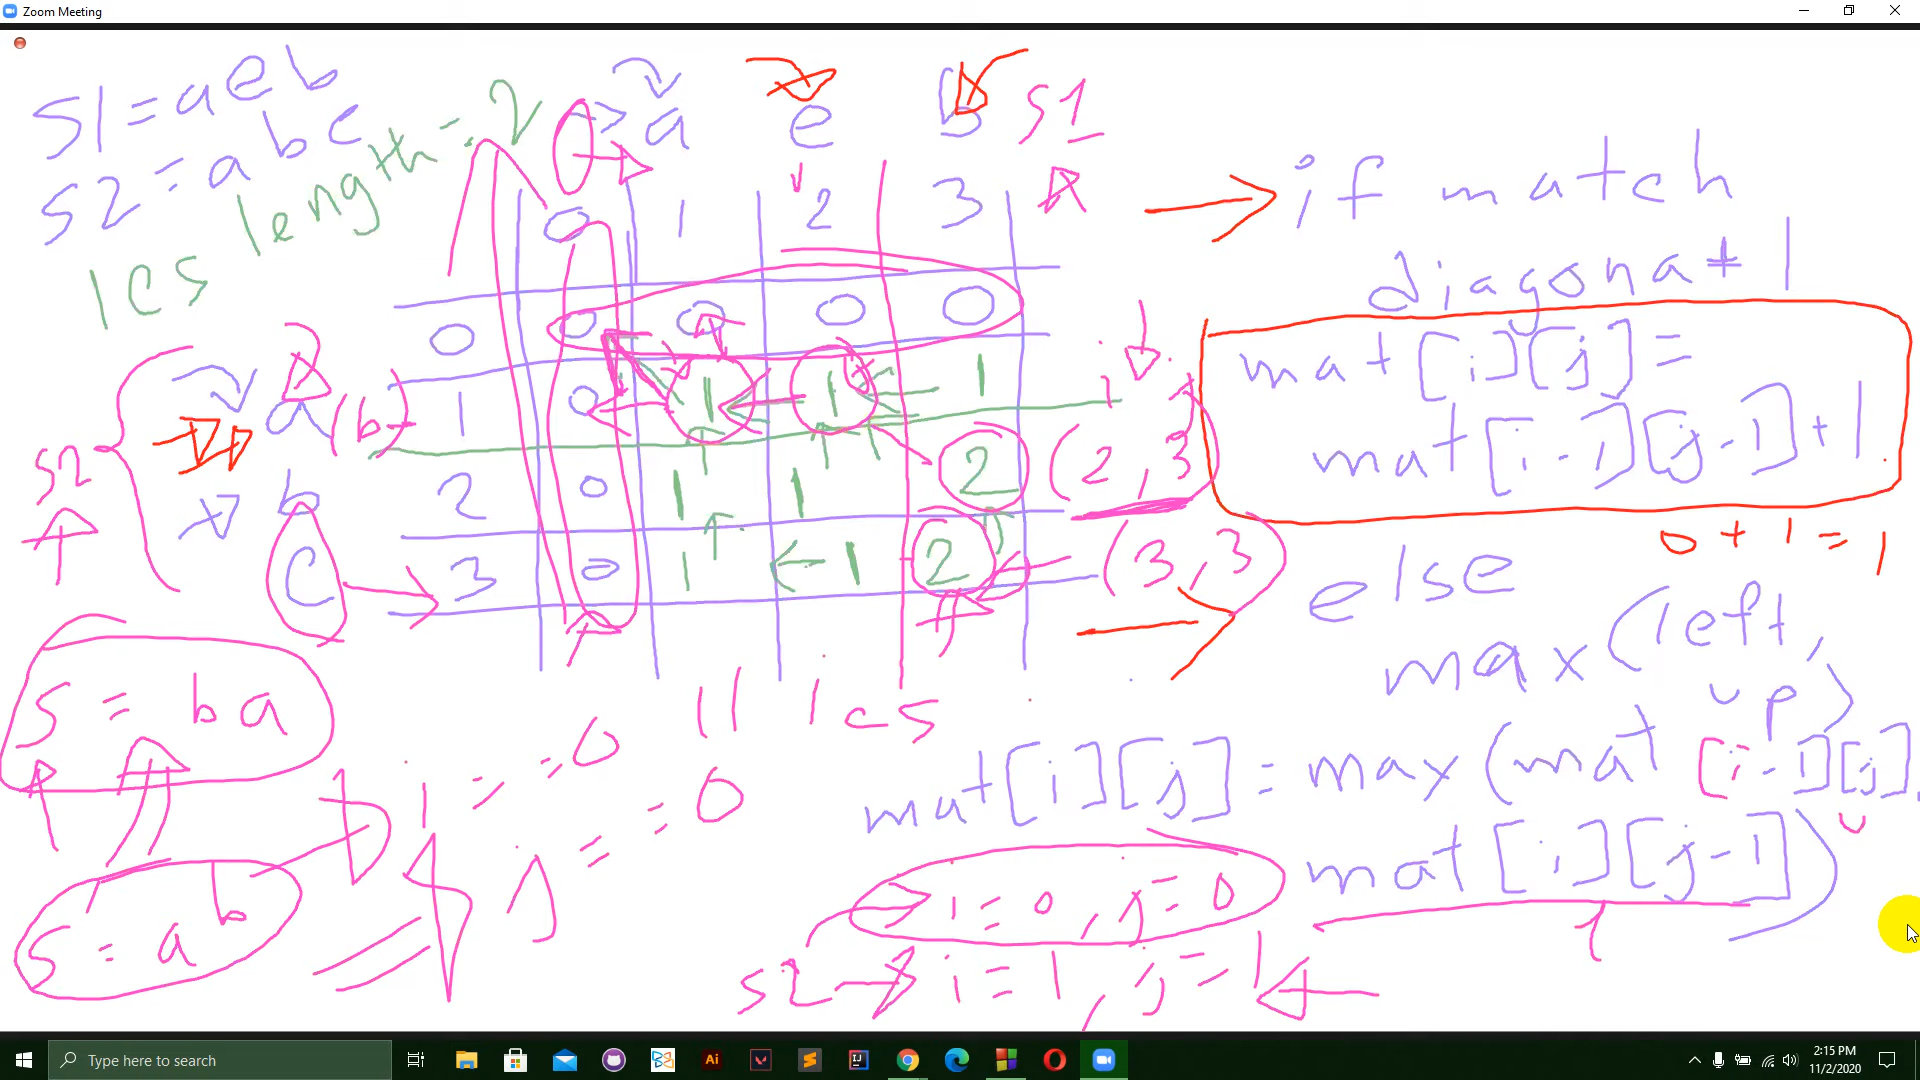 Zoom Meeting
S1 = aeb
S2 = abc
lcs length = 2
a e b S1
0 1 2 3
0 0 0 0 0
a (b) 1 0 1 1 1
S2
b 2 0 1 1 2 (2,3)
c 3 0 1 1 2 (3,3)
i j
if match
diagonal + 1
mat[i][j] =
mat[i-1][j-1] + 1
0 + 1 = 1
else
max(left,
up)
mat[i][j] = max(mat[i-1][j],
mat[i][j-1])
1
S = ba
S = ab
i == 0 || lcs
j == 0
i = 0, j = 0
S2 → i = 1, j = 1
Type here to search
Ai
IJ
2:15 PM
11/2/2020